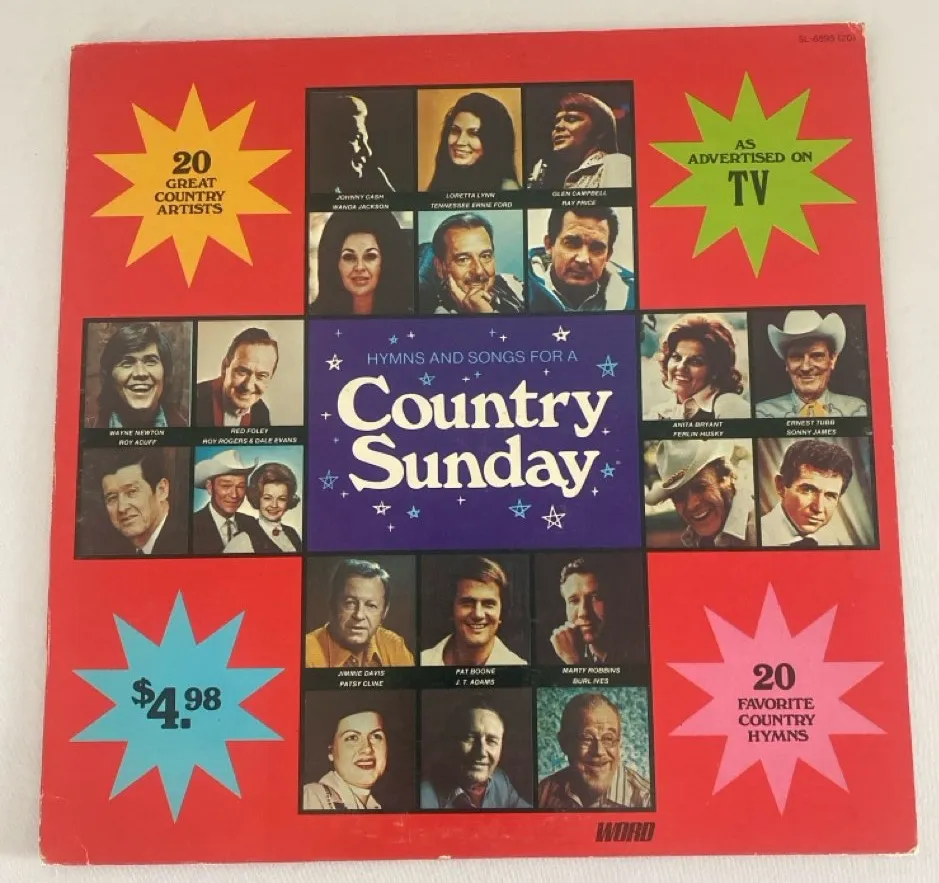 SL-6598 (ZD)
20
GREAT
COUNTRY
ARTISTS
AS
ADVERTISED ON
TV
JOHNNY CASH
LORETTA LYNN
GLEN CAMPBELL
WANDA JACKSON
TENNESSEE ERNIE FORD
RAY PRICE
HYMNS AND SONGS FOR A
Country
Sunday
WAYNE NEWTON
RED FOLEY
ROY ACUFF
ROY ROGERS & DALE EVANS
ANITA BRYANT
ERNEST TUBB
FERLIN HUSKY
SONNY JAMES
$4.98
JIMMIE DAVIS
PAT BOONE
MARTY ROBBINS
PATSY CLINE
J. T. ADAMS
BURL IVES
20
FAVORITE
COUNTRY
HYMNS
WORD